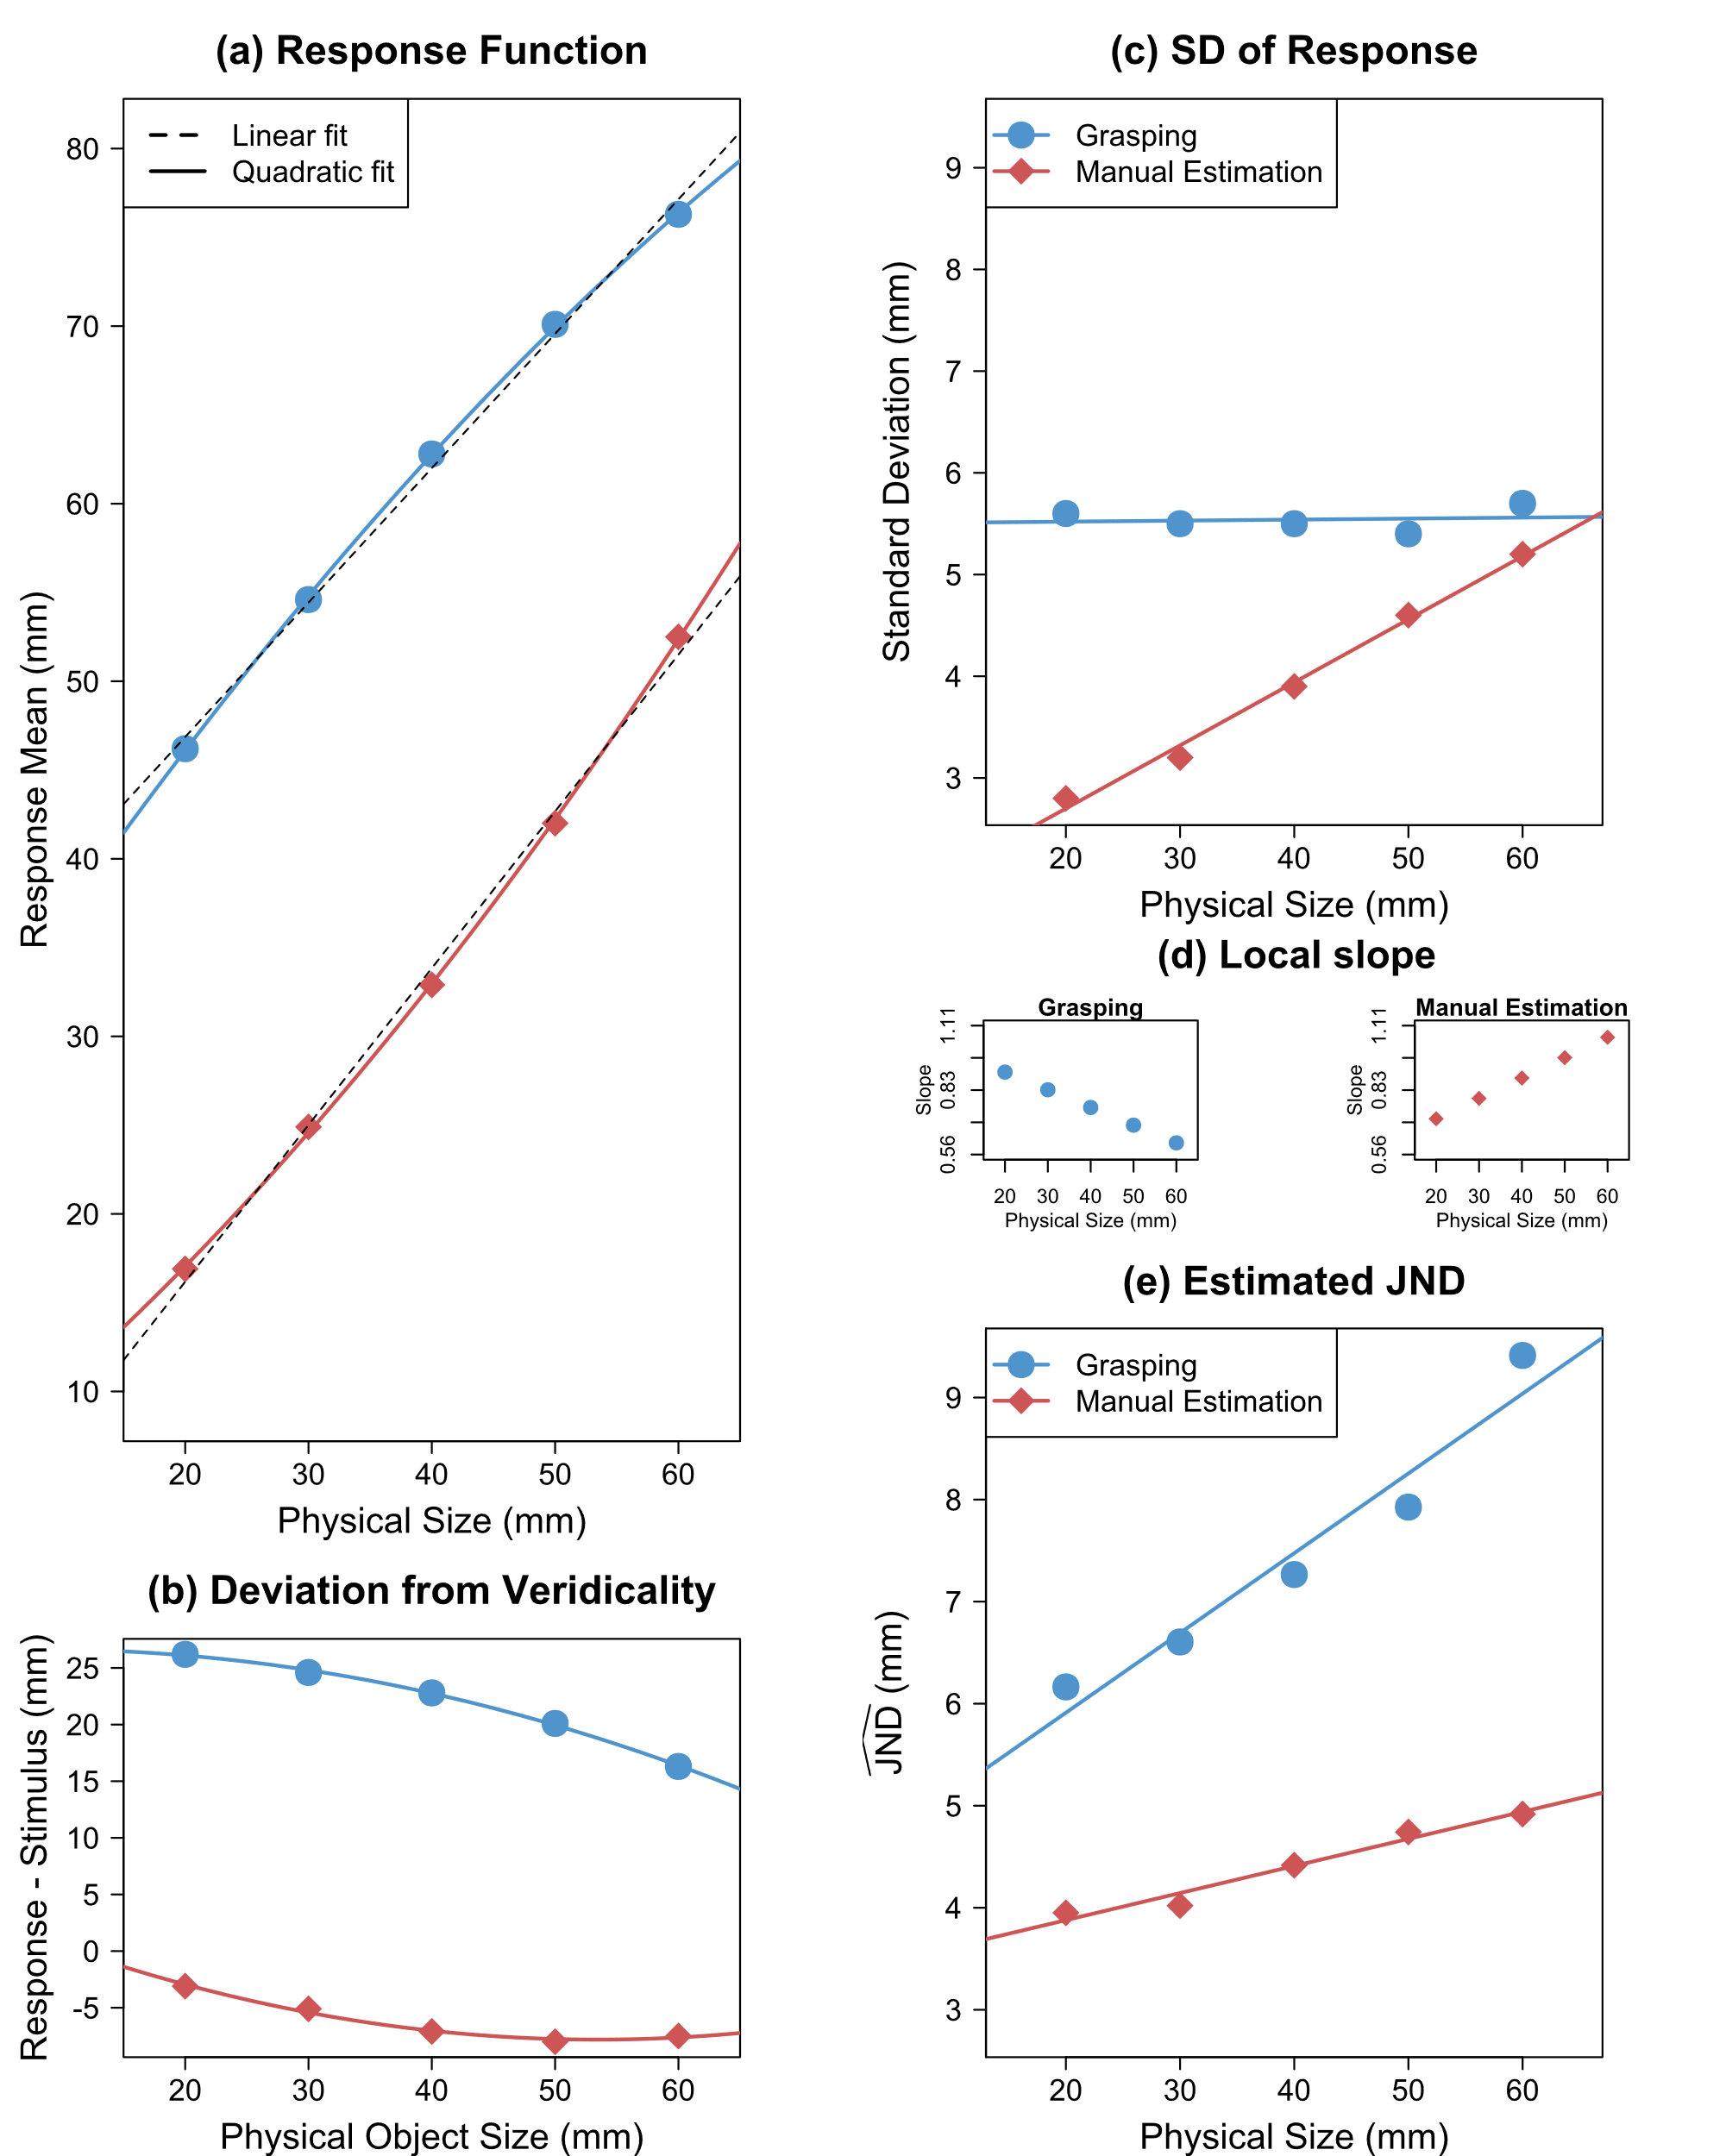 (a) Response Function
Linear fit
Quadratic fit
80
70
60
50
40
30
20
10
Response Mean (mm)
20 30 40 50 60
Physical Size (mm)
(b) Deviation from Veridicality
25
20
15
10
5
0
-5
Response - Stimulus (mm)
20 30 40 50 60
Physical Object Size (mm)
(c) SD of Response
Grasping
Manual Estimation
9
8
7
6
5
4
3
Standard Deviation (mm)
20 30 40 50 60
Physical Size (mm)
(d) Local slope
Grasping
1.11
0.83
0.56
Slope
20 30 40 50 60
Physical Size (mm)
Manual Estimation
1.11
0.83
0.56
Slope
20 30 40 50 60
Physical Size (mm)
(e) Estimated JND
Grasping
Manual Estimation
9
8
7
6
5
4
3
JND (mm)
20 30 40 50 60
Physical Size (mm)